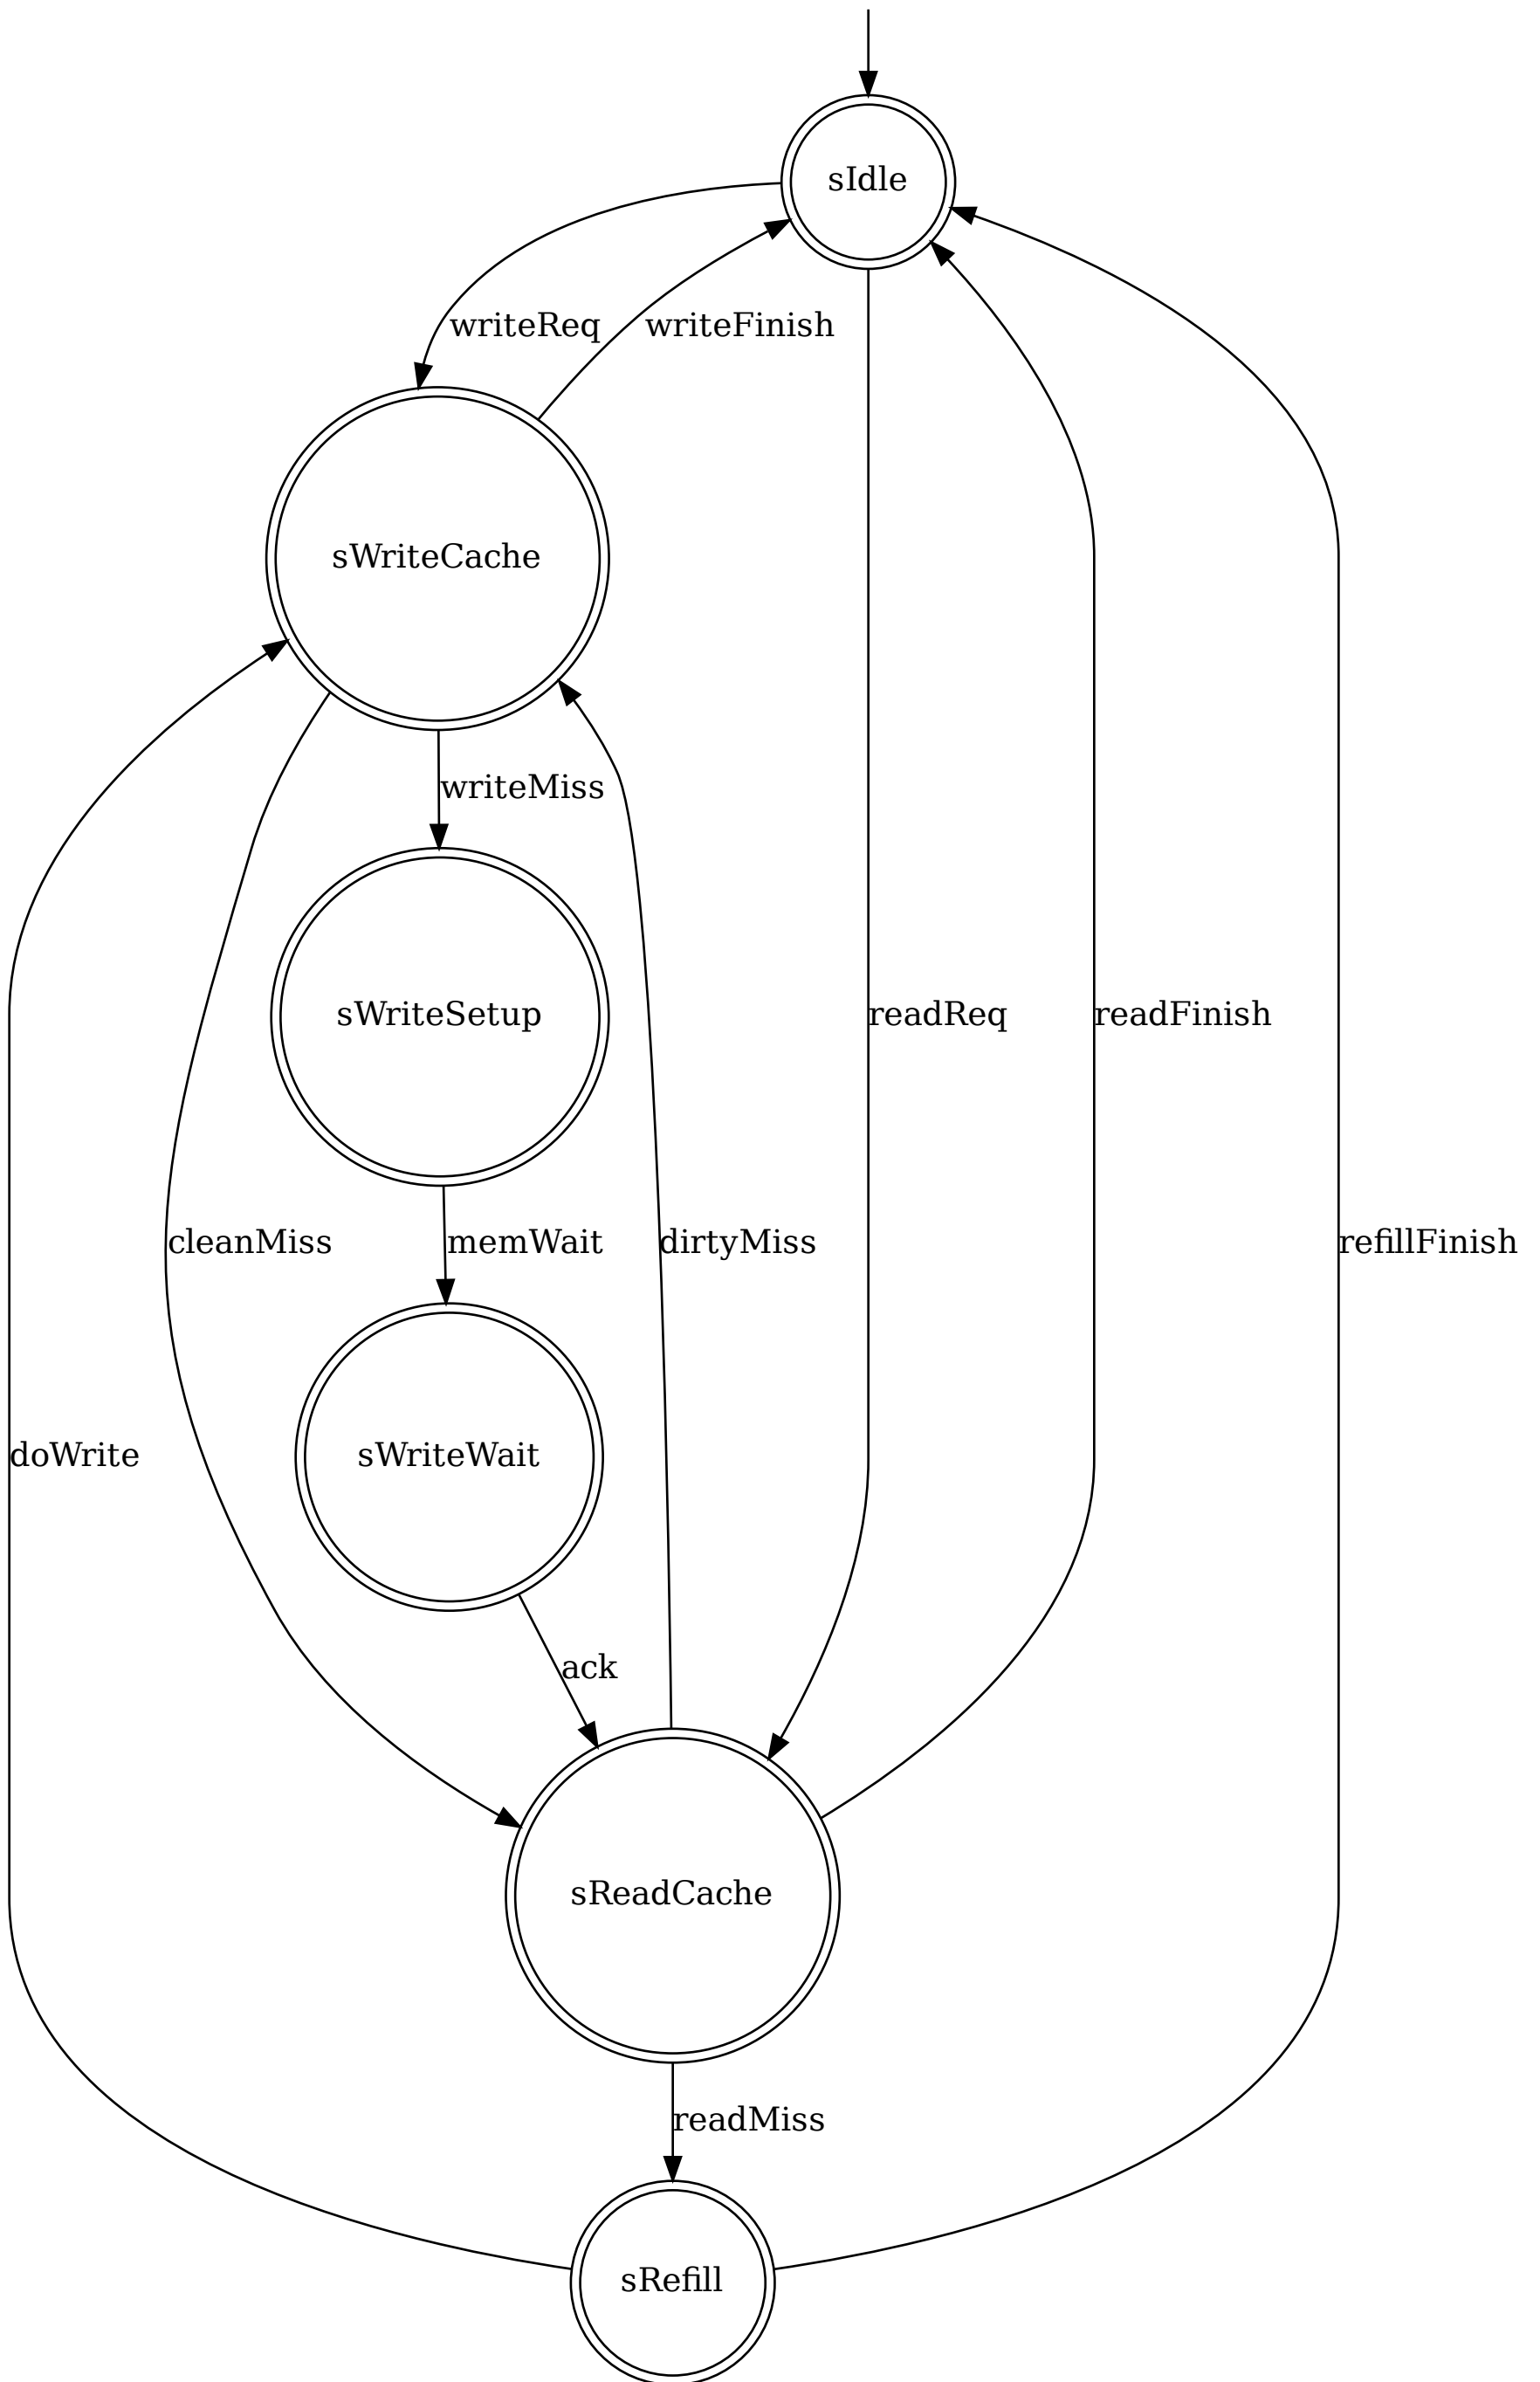 sIdle
writeReq
writeFinish
sWriteCache
writeMiss
sWriteSetup
readReq
readFinish
cleanMiss
memWait
dirtyMiss
refillFinish
doWrite
sWriteWait
ack
sReadCache
readMiss
sRefill